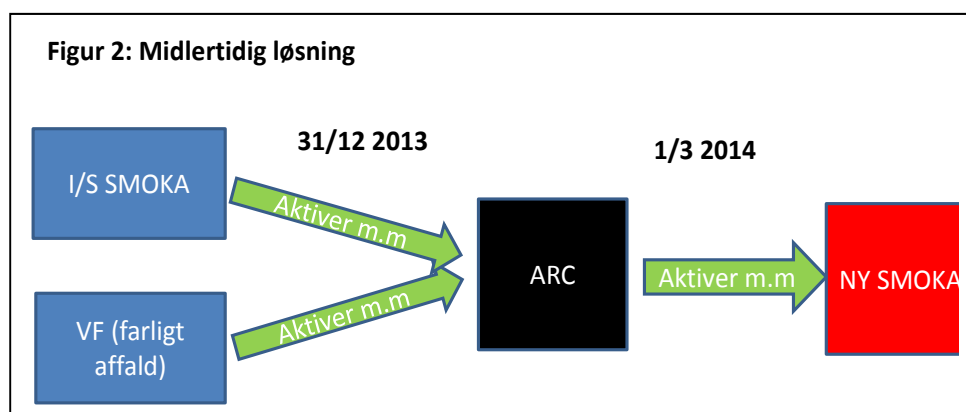 Figur 2: Midlertidig løsning
31/12 2013
1/3 2014
I/S SMOKA
Aktiver m.m
ARC
Aktiver m.m
NY SMOKA
VF (farligt
affald)
Aktiver m.m